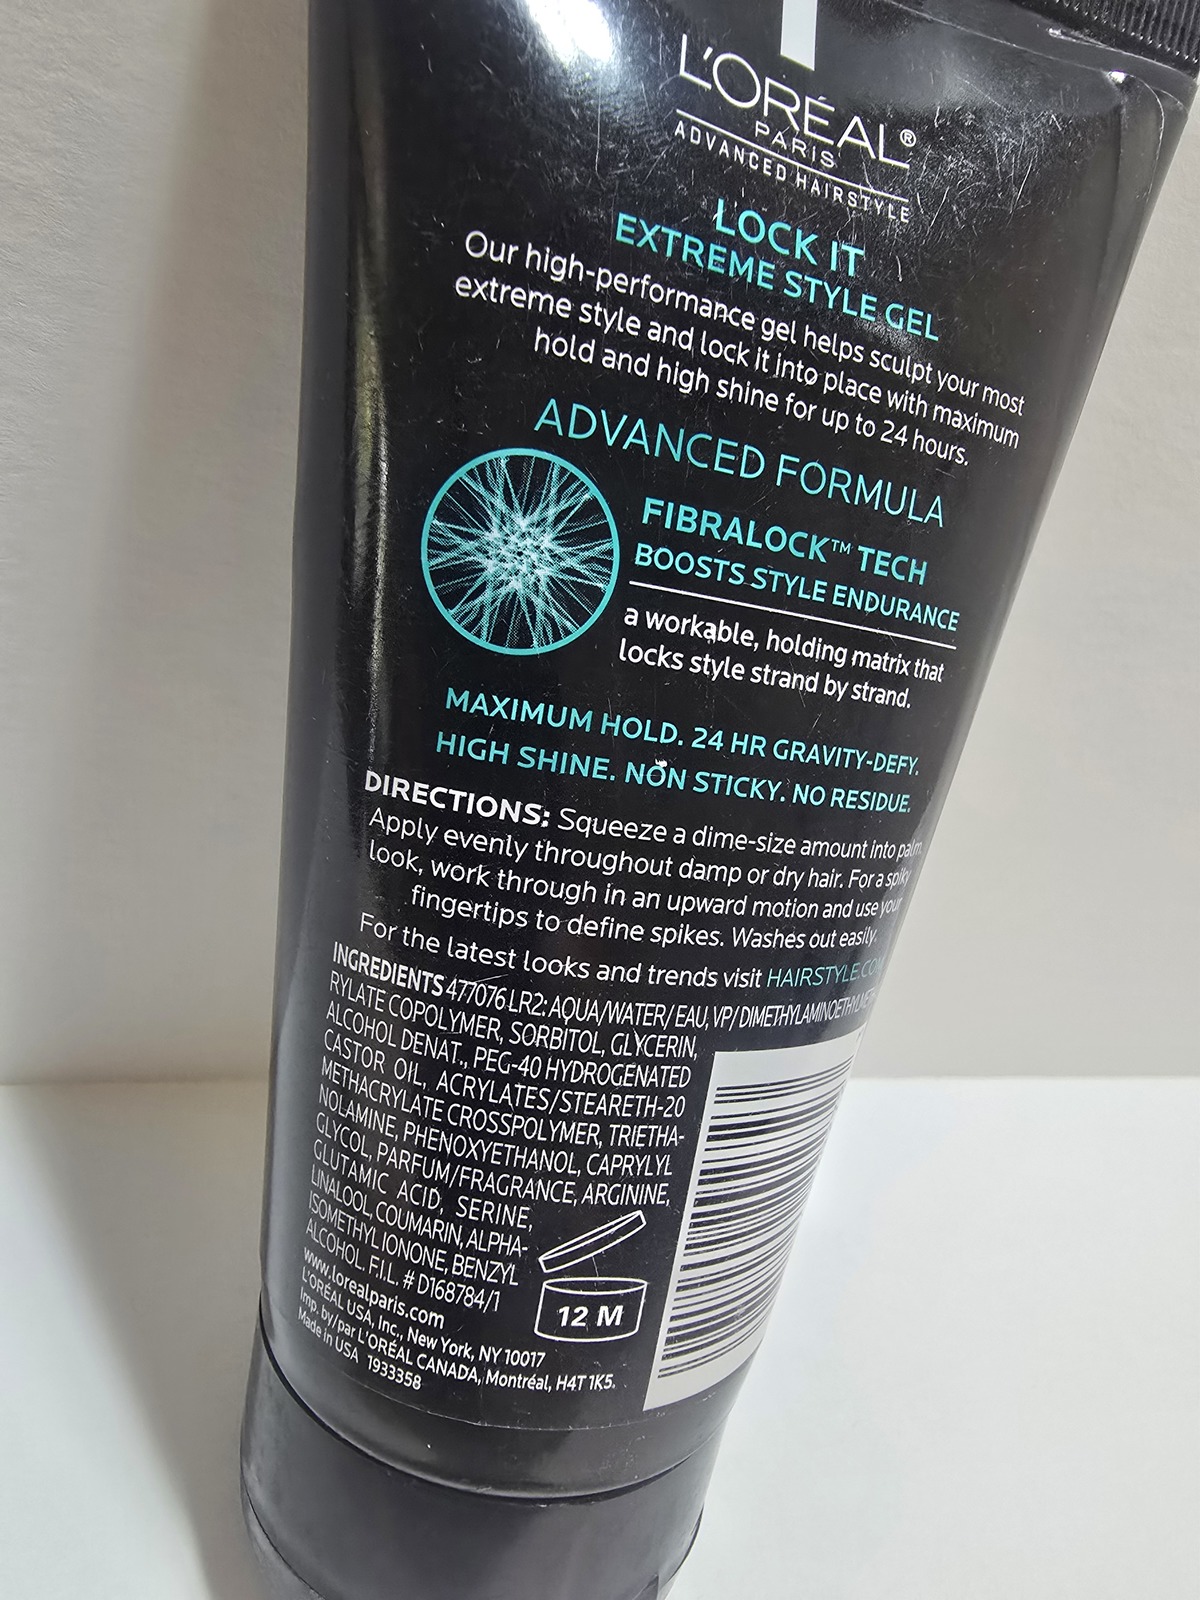 L'ORÉAL®
PARIS
ADVANCED HAIRSTYLE
LOCK IT
EXTREME STYLE GEL
Our high-performance gel helps sculpt your most
extreme style and lock it into place with maximum
hold and high shine for up to 24 hours.
ADVANCED FORMULA
FIBRALOCK™ TECH
BOOSTS STYLE ENDURANCE
a workable, holding matrix that
locks style strand by strand.
MAXIMUM HOLD. 24 HR GRAVITY-DEFY.
HIGH SHINE. NON STICKY. NO RESIDUE.
DIRECTIONS: Squeeze a dime-size amount into palm.
Apply evenly throughout damp or dry hair. For a spiky
look, work through in an upward motion and use your
fingertips to define spikes. Washes out easily.
For the latest looks and trends visit HAIRSTYLE.COM
INGREDIENTS 477076 LR2: AQUA/WATER/EAU, VP/ DIMETHYLAMINOETHYLMETH-
RYLATE COPOLYMER, SORBITOL, GLYCERIN,
ALCOHOL DENAT., PEG-40 HYDROGENATED
CASTOR OIL, ACRYLATES/STEARETH-20
METHACRYLATE CROSSPOLYMER, TRIETHA-
NOLAMINE, PHENOXYETHANOL, CAPRYLYL
GLYCOL, PARFUM/FRAGRANCE, ARGININE,
GLUTAMIC ACID, SERINE,
LINALOOL, COUMARIN, ALPHA-
ISOMETHYL IONONE, BENZYL
ALCOHOL. F.I.L. # D168784/1
www.lorealparis.com
L'ORÉAL USA, Inc., New York, NY 10017
Imp. by/par L'ORÉAL CANADA, Montréal, H4T 1K5.
Made in USA 1933358
12 M